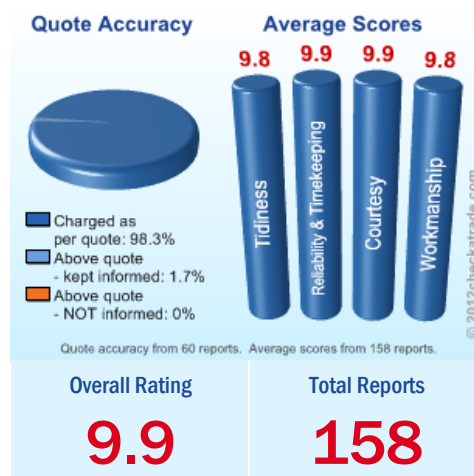 Quote Accuracy
Average Scores
9.8
9.9
9.9
9.8
Tidiness
Reliability & Timekeeping
Courtesy
Workmanship
Charged as
per quote: 98.3%
Above quote
- kept informed: 1.7%
Above quote
- NOT informed: 0%
© 2012checkatrade.com
Quote accuracy from 60 reports. Average scores from 158 reports.
Overall Rating
Total Reports
9.9
158